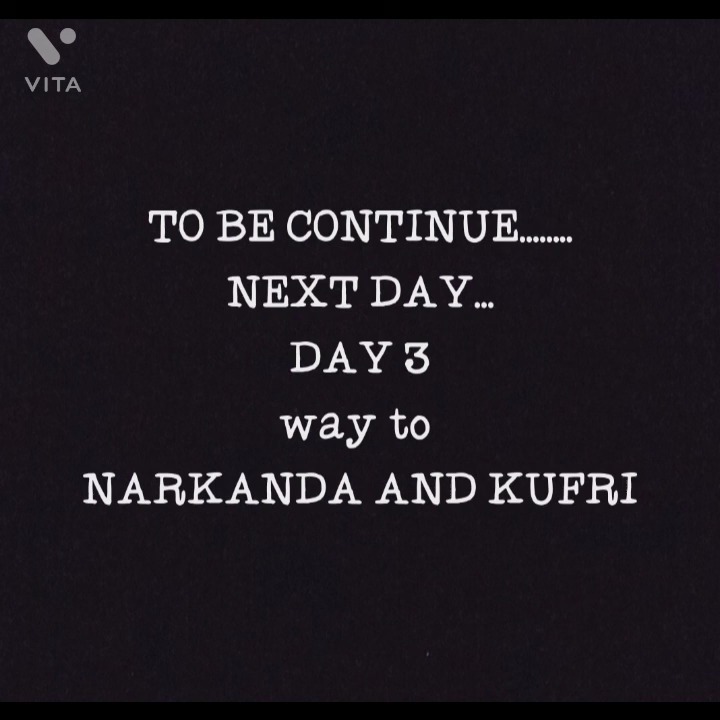 VITA
TO BE CONTINUE........
NEXT DAY...
DAY 3
way to
NARKANDA AND KUFRI